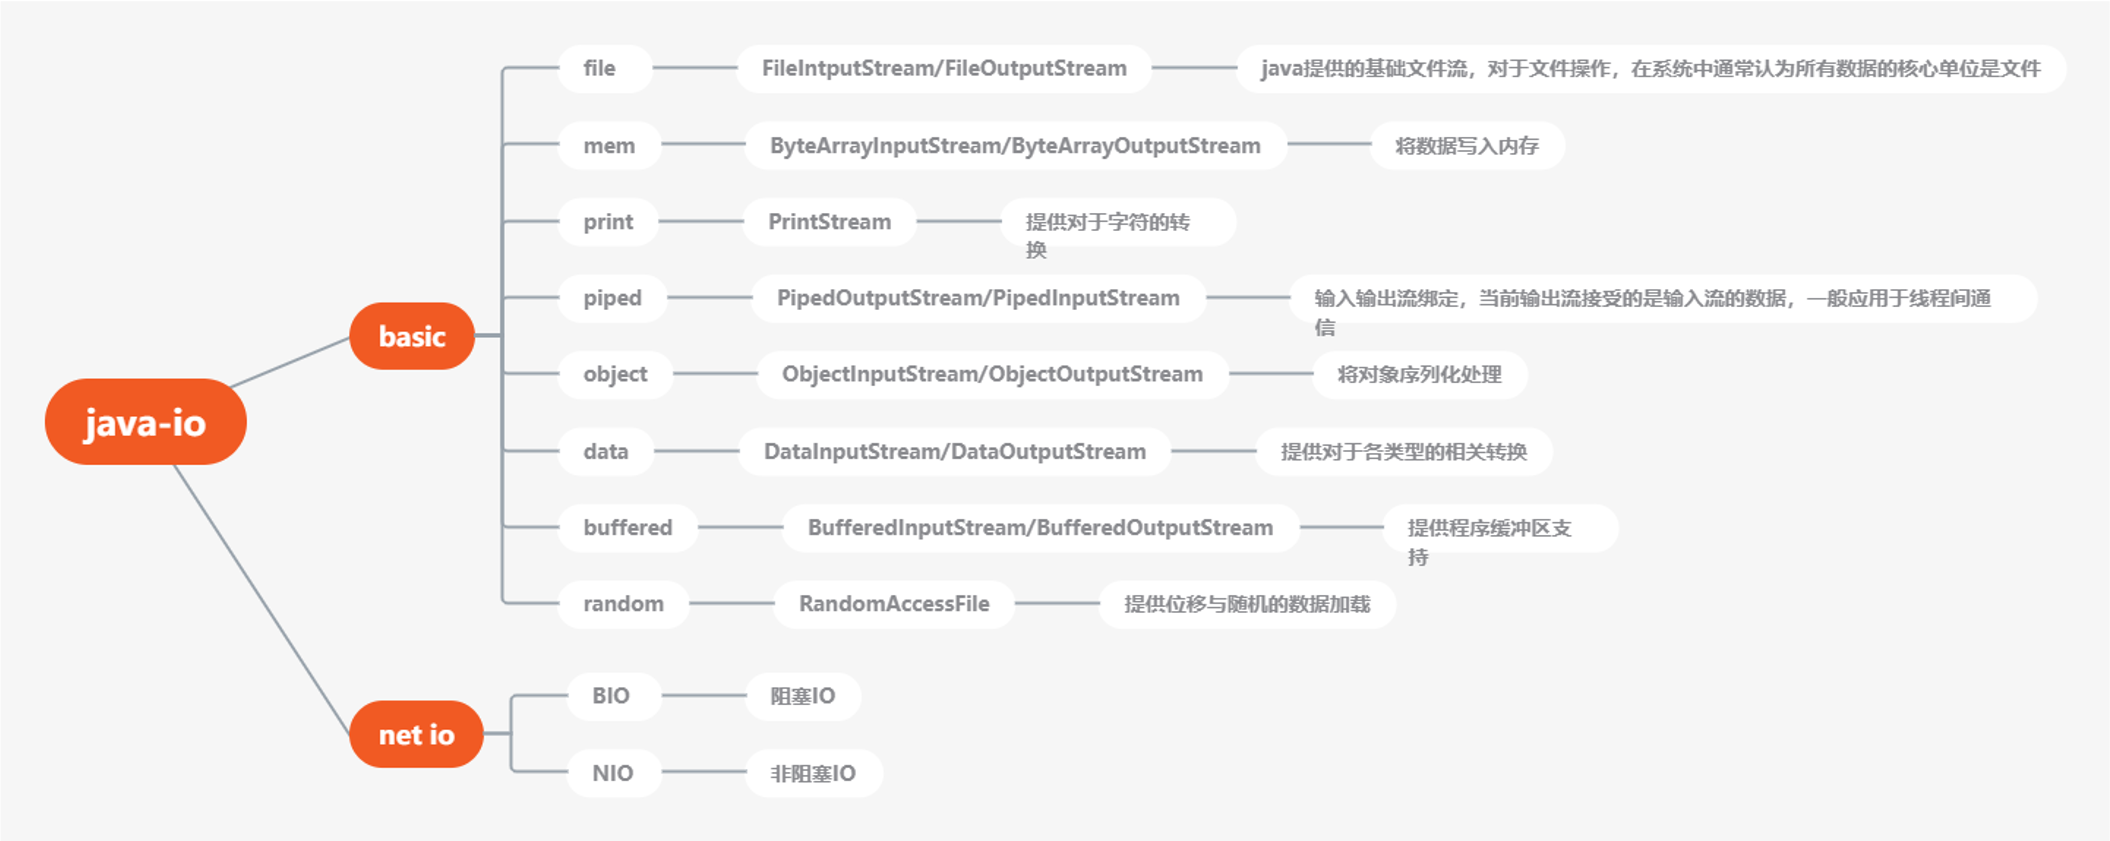 java-io
basic
file
FileIntputStream/FileOutputStream
java提供的基础文件流，对于文件操作，在系统中通常认为所有数据的核心单位是文件
mem
ByteArrayInputStream/ByteArrayOutputStream
将数据写入内存
print
PrintStream
提供对于字符的转
换
piped
PipedOutputStream/PipedInputStream
输入输出流绑定，当前输出流接受的是输入流的数据，一般应用于线程间通
信
object
ObjectInputStream/ObjectOutputStream
将对象序列化处理
data
DataInputStream/DataOutputStream
提供对于各类型的相关转换
buffered
BufferedInputStream/BufferedOutputStream
提供程序缓冲区支
持
random
RandomAccessFile
提供位移与随机的数据加载
net io
BIO
阻塞IO
NIO
非阻塞IO